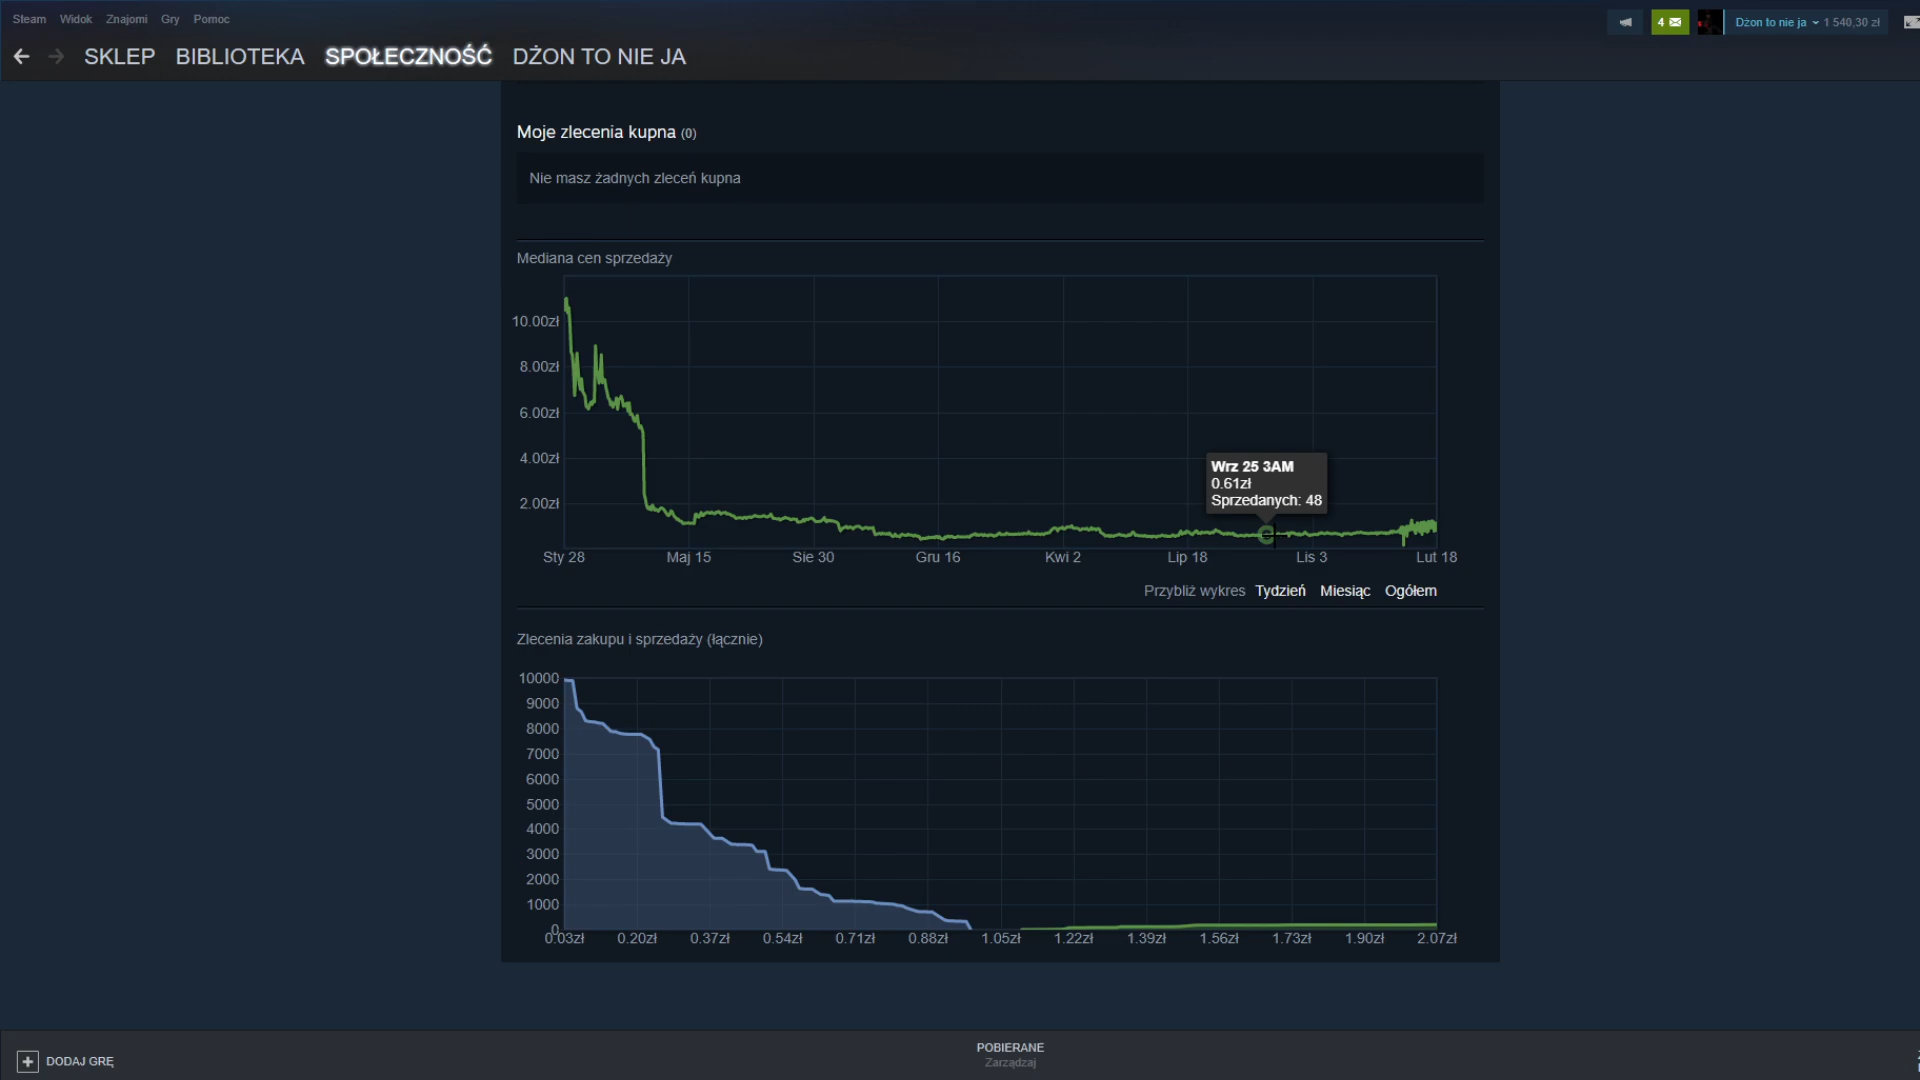 Steam Widok Znajomi Gry Pomoc
4
Dżon to nie ja 1 540,30 zł
SKLEP BIBLIOTEKA SPOŁECZNOŚĆ DŻON TO NIE JA
Moje zlecenia kupna (0)
Nie masz żadnych zleceń kupna
Mediana cen sprzedaży
10.00zł
8.00zł
6.00zł
4.00zł
2.00zł
Wrz 25 3AM
0.61zł
Sprzedanych: 48
Sty 28 Maj 15 Sie 30 Gru 16 Kwi 2 Lip 18 Lis 3 Lut 18
Przybliż wykres Tydzień Miesiąc Ogółem
Zlecenia zakupu i sprzedaży (łącznie)
10000
9000
8000
7000
6000
5000
4000
3000
2000
1000
0
0.03zł 0.20zł 0.37zł 0.54zł 0.71zł 0.88zł 1.05zł 1.22zł 1.39zł 1.56zł 1.73zł 1.90zł 2.07zł
DODAJ GRĘ
POBIERANE
Zarządzaj